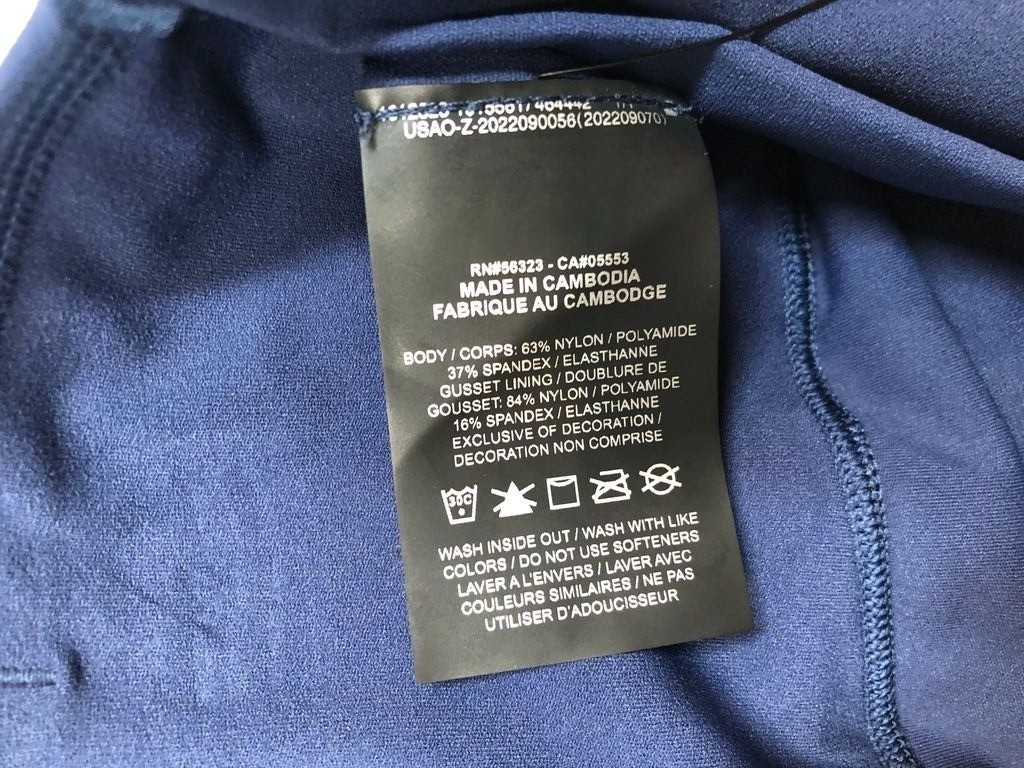 USAO-Z-2022090056(202209070)
RN#56323 - CA#05553
MADE IN CAMBODIA
FABRIQUE AU CAMBODGE
BODY / CORPS: 63% NYLON / POLYAMIDE
37% SPANDEX / ELASTHANNE
GUSSET LINING / DOUBLURE DE
GOUSSET: 84% NYLON / POLYAMIDE
16% SPANDEX / ELASTHANNE
EXCLUSIVE OF DECORATION /
DECORATION NON COMPRISE
30C
WASH INSIDE OUT / WASH WITH LIKE
COLORS / DO NOT USE SOFTENERS
LAVER A L'ENVERS / LAVER AVEC
COULEURS SIMILAIRES / NE PAS
UTILISER D'ADOUCISSEUR